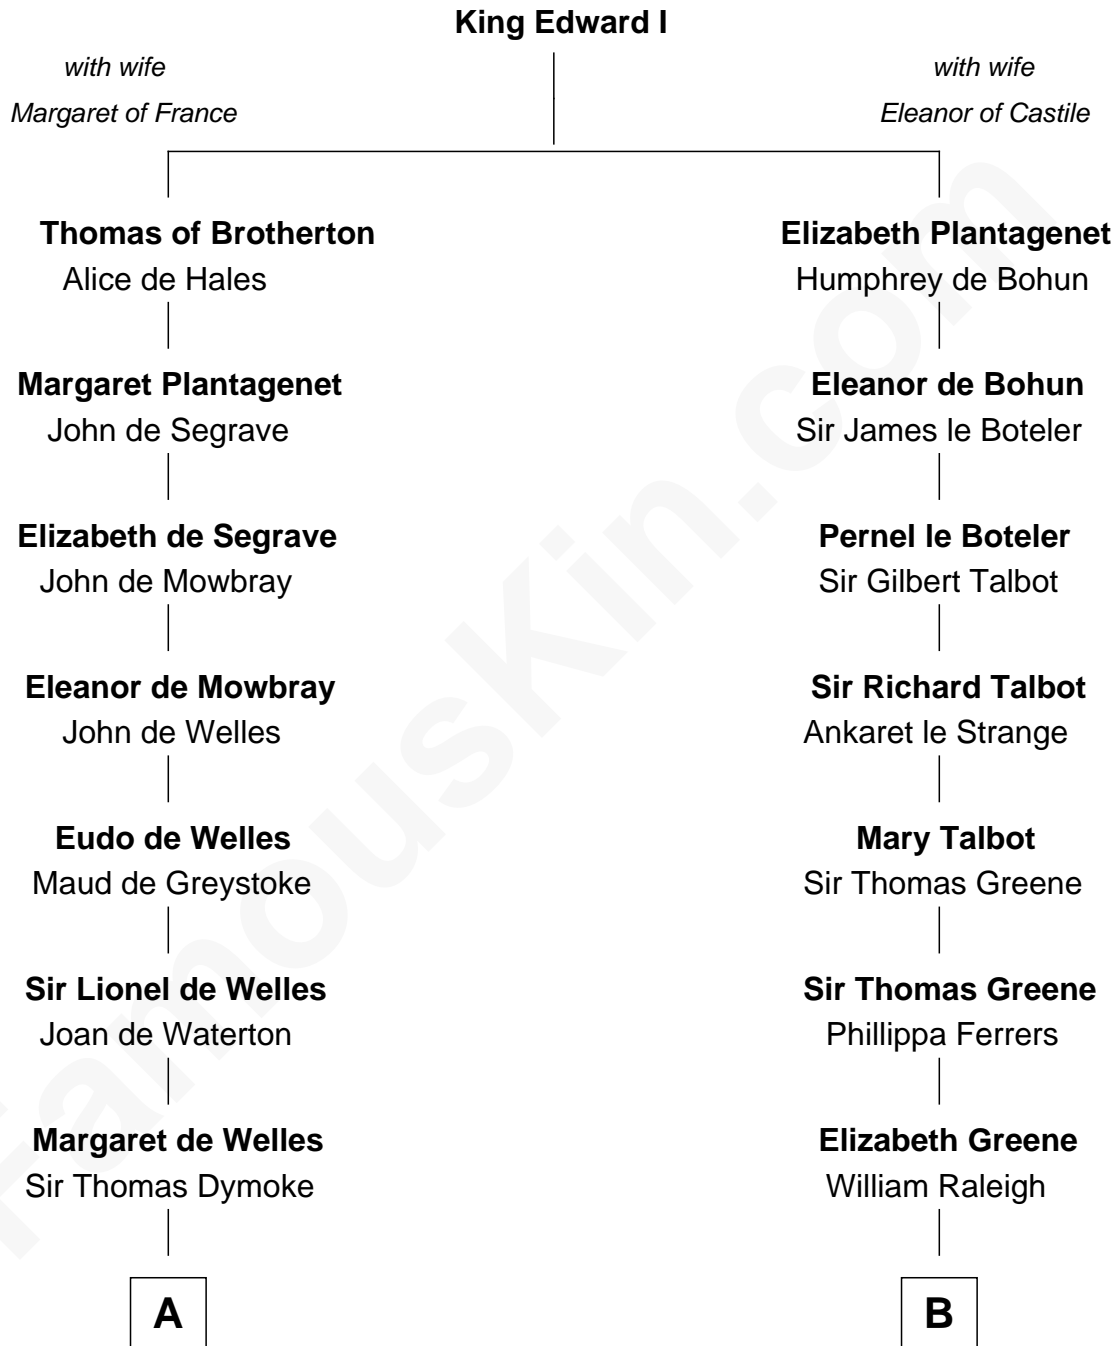 King Edward I
with wife
Margaret of France
with wife
Eleanor of Castile
Thomas of Brotherton
Alice de Hales
Elizabeth Plantagenet
Humphrey de Bohun
Margaret Plantagenet
John de Segrave
Eleanor de Bohun
Sir James le Boteler
Elizabeth de Segrave
John de Mowbray
Pernel le Boteler
Sir Gilbert Talbot
Eleanor de Mowbray
John de Welles
Sir Richard Talbot
Ankaret le Strange
Eudo de Welles
Maud de Greystoke
Mary Talbot
Sir Thomas Greene
Sir Lionel de Welles
Joan de Waterton
Sir Thomas Greene
Phillippa Ferrers
Margaret de Welles
Sir Thomas Dymoke
Elizabeth Greene
William Raleigh
A
B
FamousKin.com